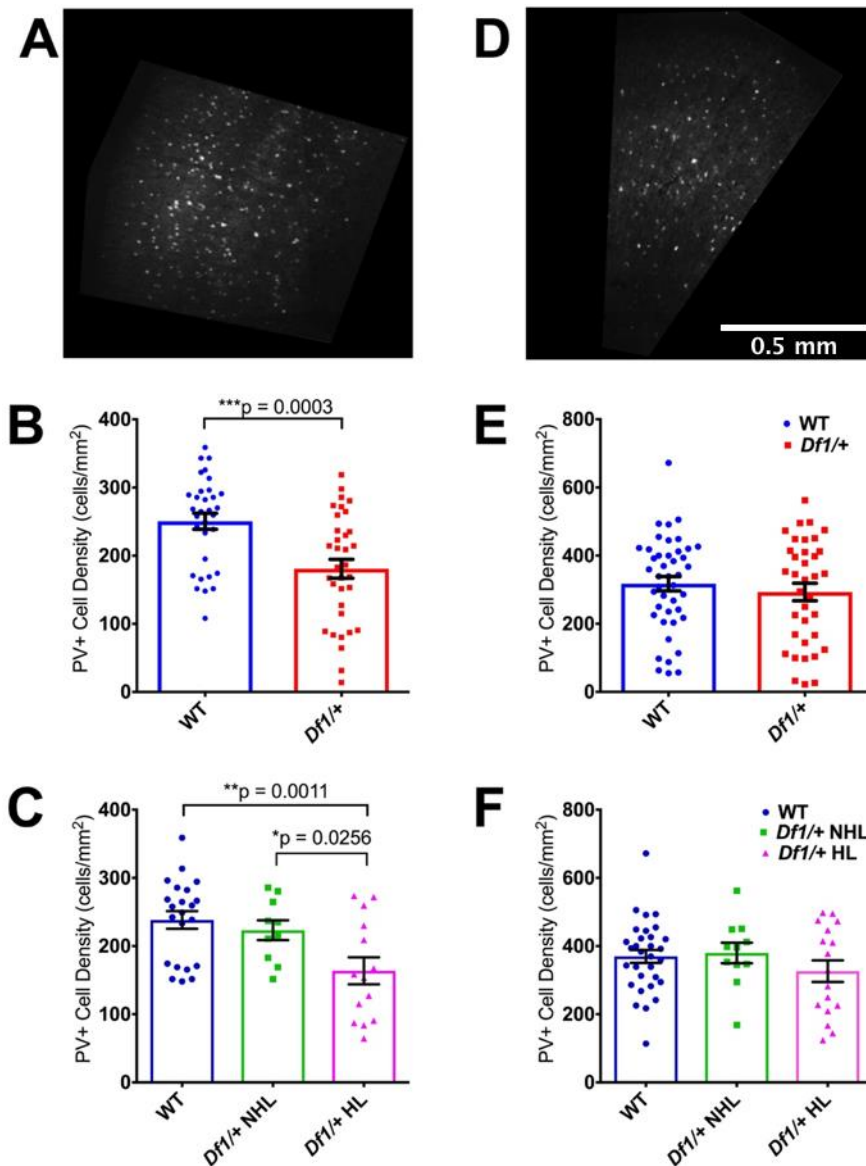 A
D
0.5 mm
B
***p = 0.0003
PV+ Cell Density (cells/mm²)
400
300
200
100
0
WT
Df1/+
E
WT
Df1/+
PV+ Cell Density (cells/mm²)
800
600
400
200
0
WT
Df1/+
C
**p = 0.0011
*p = 0.0256
PV+ Cell Density (cells/mm²)
400
300
200
100
0
WT
Df1/+ NHL
Df1/+ HL
F
WT
Df1/+ NHL
Df1/+ HL
PV+ Cell Density (cells/mm²)
800
600
400
200
0
WT
Df1/+ NHL
Df1/+ HL